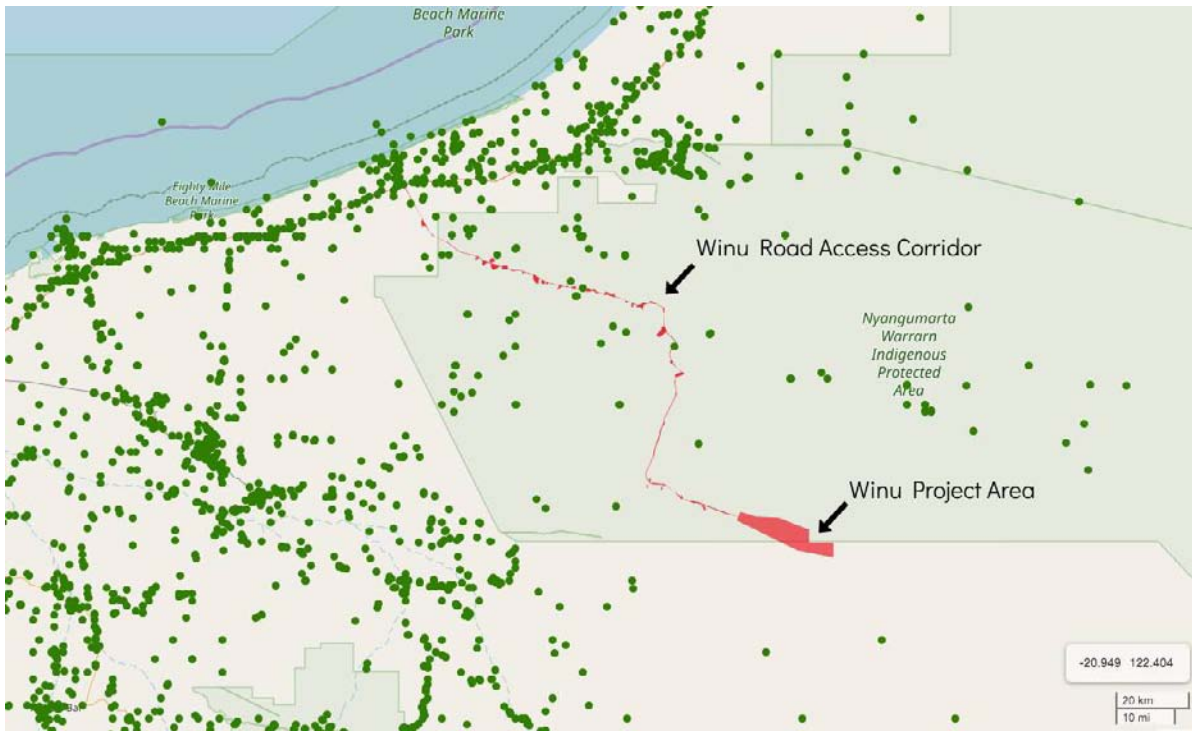 Beach Marine
Park
Eighty Mile
Beach Marine
Park
Winu Road Access Corridor
Nyangumarta
Warrarn
Indigenous
Protected
Area
Winu Project Area
-20.949 122.404
20 km
10 mi